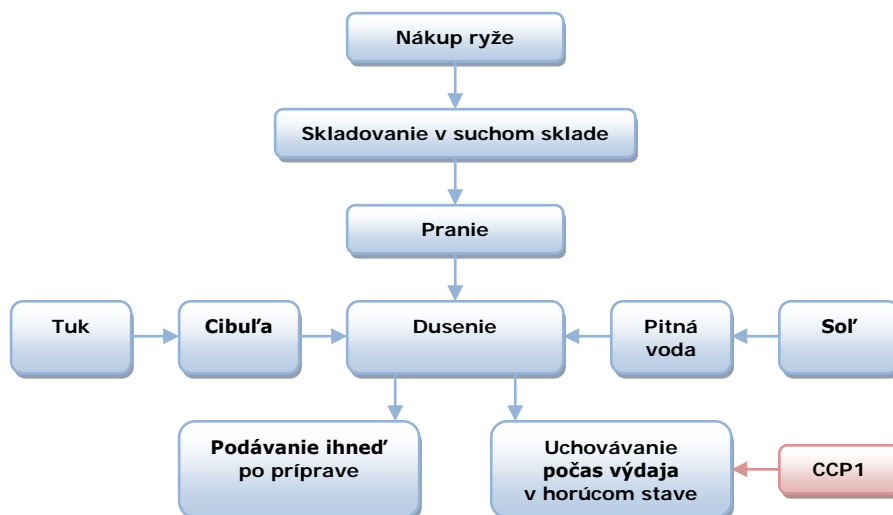 Nákup ryže
Skladovanie v suchom sklade
Pranie
Tuk
Cibuľa
Dusenie
Pitná
voda
Soľ
Podávanie ihneď
po príprave
Uchovávanie
počas výdaja
v horúcom stave
CCP1